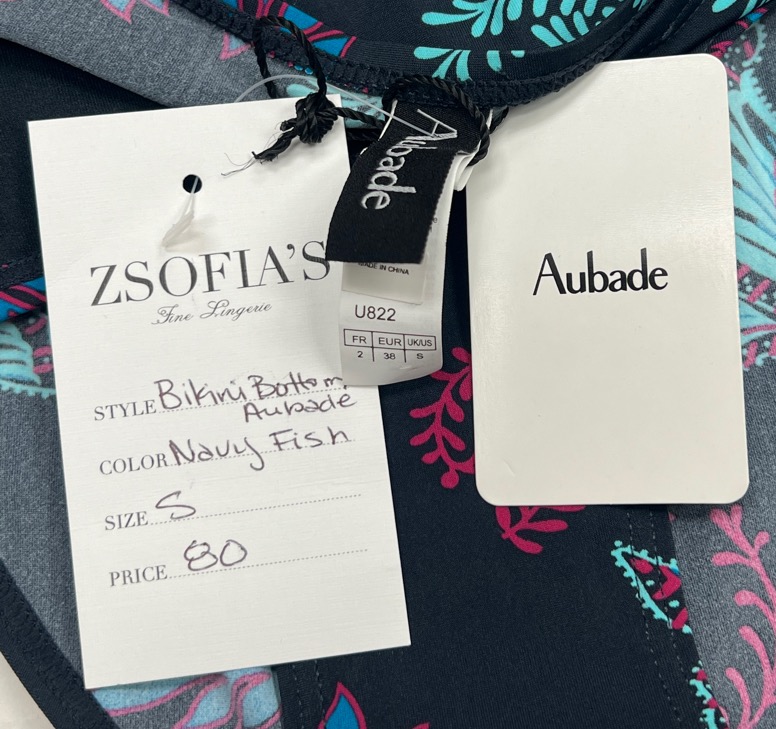 ZSOFIA'S
Fine Lingerie
STYLE Bikini Bottom
Aubade
COLOR Navy Fish
SIZE S
PRICE 80
Aubade
MADE IN CHINA
U822
FR EUR UK/US
2 38 S
Aubade